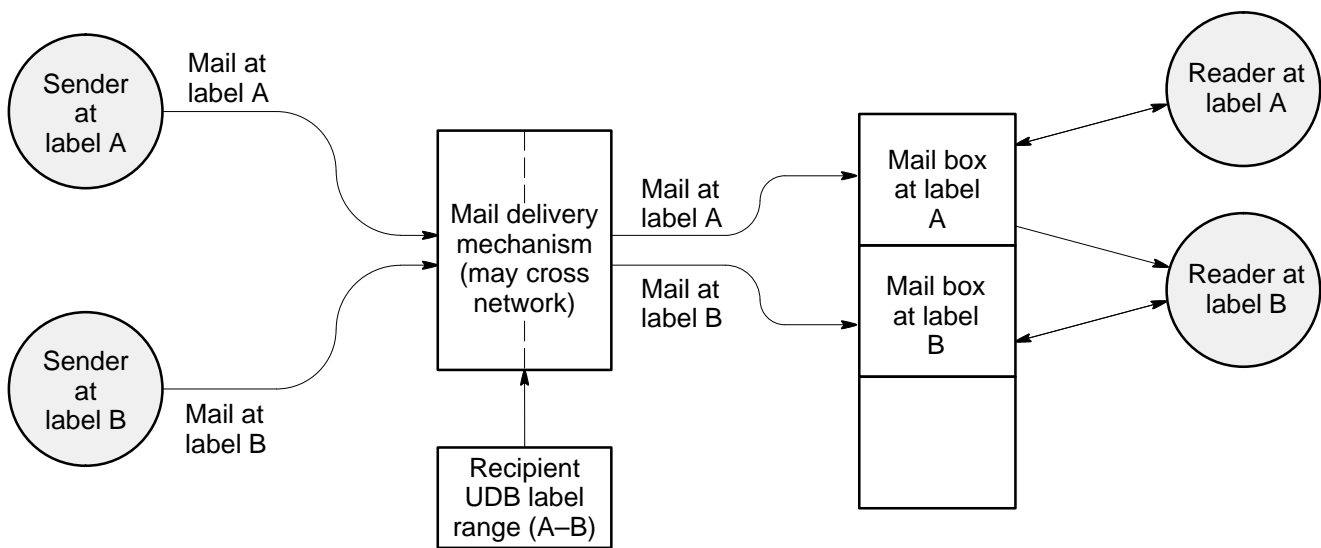 Sender
at
label A
Mail at
label A
Sender
at
label B
Mail at
label B
Mail delivery
mechanism
(may cross
network)
Recipient
UDB label
range (A–B)
Mail at
label A
Mail at
label B
Mail box
at label
A
Mail box
at label
B
Reader at
label A
Reader at
label B